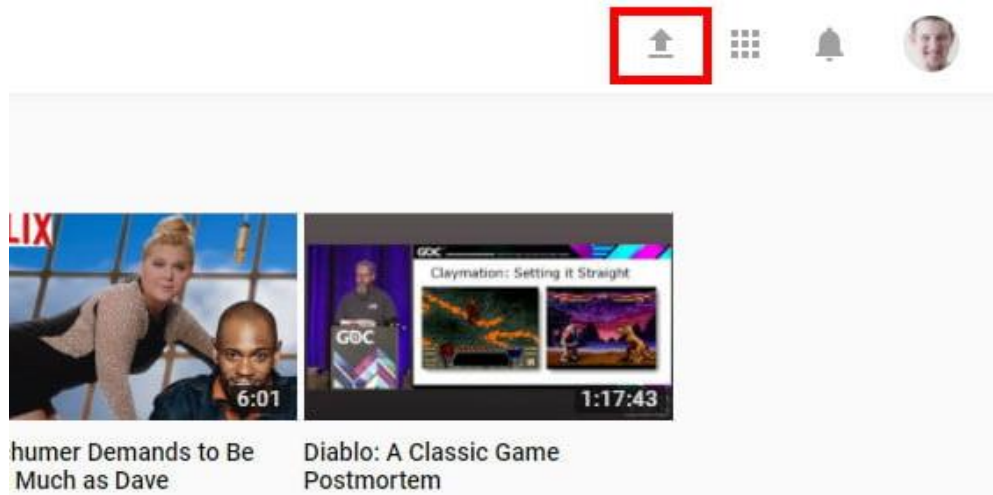 LIX
GDC
Claymation: Setting it Straight
GDC
6:01
1:17:43
humer Demands to Be
Much as Dave
Diablo: A Classic Game
Postmortem